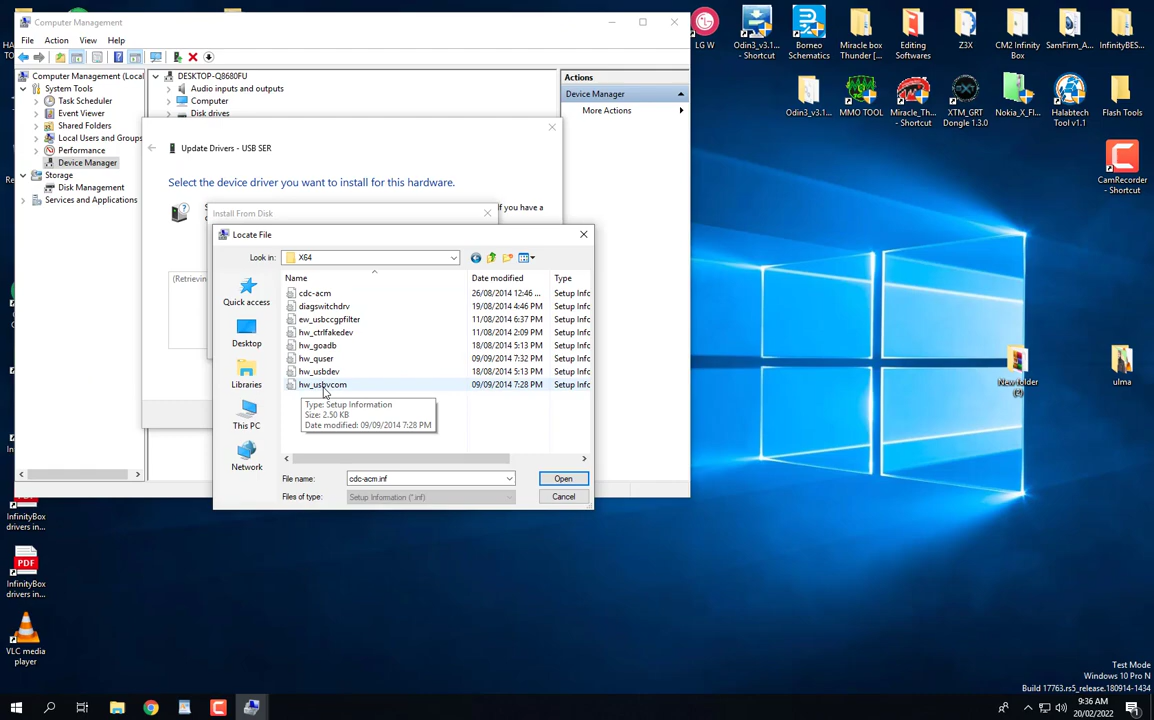 Computer Management
File Action View Help
Computer Management (Local
System Tools
Task Scheduler
Event Viewer
Shared Folders
Local Users and Groups
Performance
Device Manager
Storage
Disk Management
Services and Applications
DESKTOP-Q8680FU
Audio inputs and outputs
Computer
Disk drives
Actions
Device Manager
More Actions
Update Drivers - USB SER
Select the device driver you want to install for this hardware.
if you have a
(Retrieving
Install From Disk
Locate File
Look in: X64
Name Date modified Type
cdc-acm 26/08/2014 12:46 ... Setup Info
diagswitchdrv 19/08/2014 4:46 PM Setup Info
ew_usbccgpfilter 11/08/2014 6:37 PM Setup Info
hw_ctrlfakedev 11/08/2014 2:09 PM Setup Info
hw_goadb 18/08/2014 5:13 PM Setup Info
hw_quser 09/09/2014 7:32 PM Setup Info
hw_usbdev 18/08/2014 5:13 PM Setup Info
hw_usbvcom 09/09/2014 7:28 PM Setup Info
Type: Setup Information
Size: 2.50 KB
Date modified: 09/09/2014 7:28 PM
Quick access
Desktop
Libraries
This PC
Network
File name: cdc-acm.inf Open
Files of type: Setup Information (*.inf) Cancel
LG W
Odin3_v3.1...
- Shortcut
Borneo
Schematics
Miracle box
Thunder [...
Editing
Softwares
Z3X
CM2 Infinity
Box
SamFirm_A...
InfinityBES...
Odin3_v3.1...
MMO TOOL
Miracle_Th...
- Shortcut
XTM_GRT
Dongle 1.3.0
Nokia_X_Fl...
Halabtech
Tool v1.1
Flash Tools
CamRecorder
- Shortcut
New folder
(2)
ulma
InfinityBox
drivers in...
PDF
InfinityBox
drivers in...
VLC media
player
Test Mode
Windows 10 Pro N
Build 17763.rs5_release.180914-1434
9:36 AM
20/02/2022
1